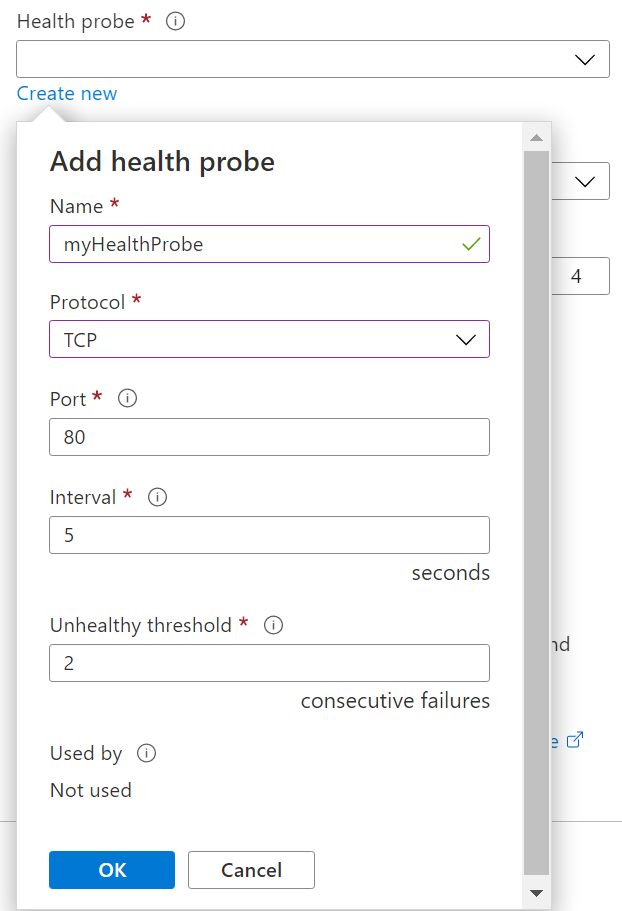 Health probe *
Create new
Add health probe
Name *
myHealthProbe
Protocol *
TCP
Port *
80
4
Interval *
5
seconds
Unhealthy threshold *
2
consecutive failures
Used by
Not used
OK
Cancel